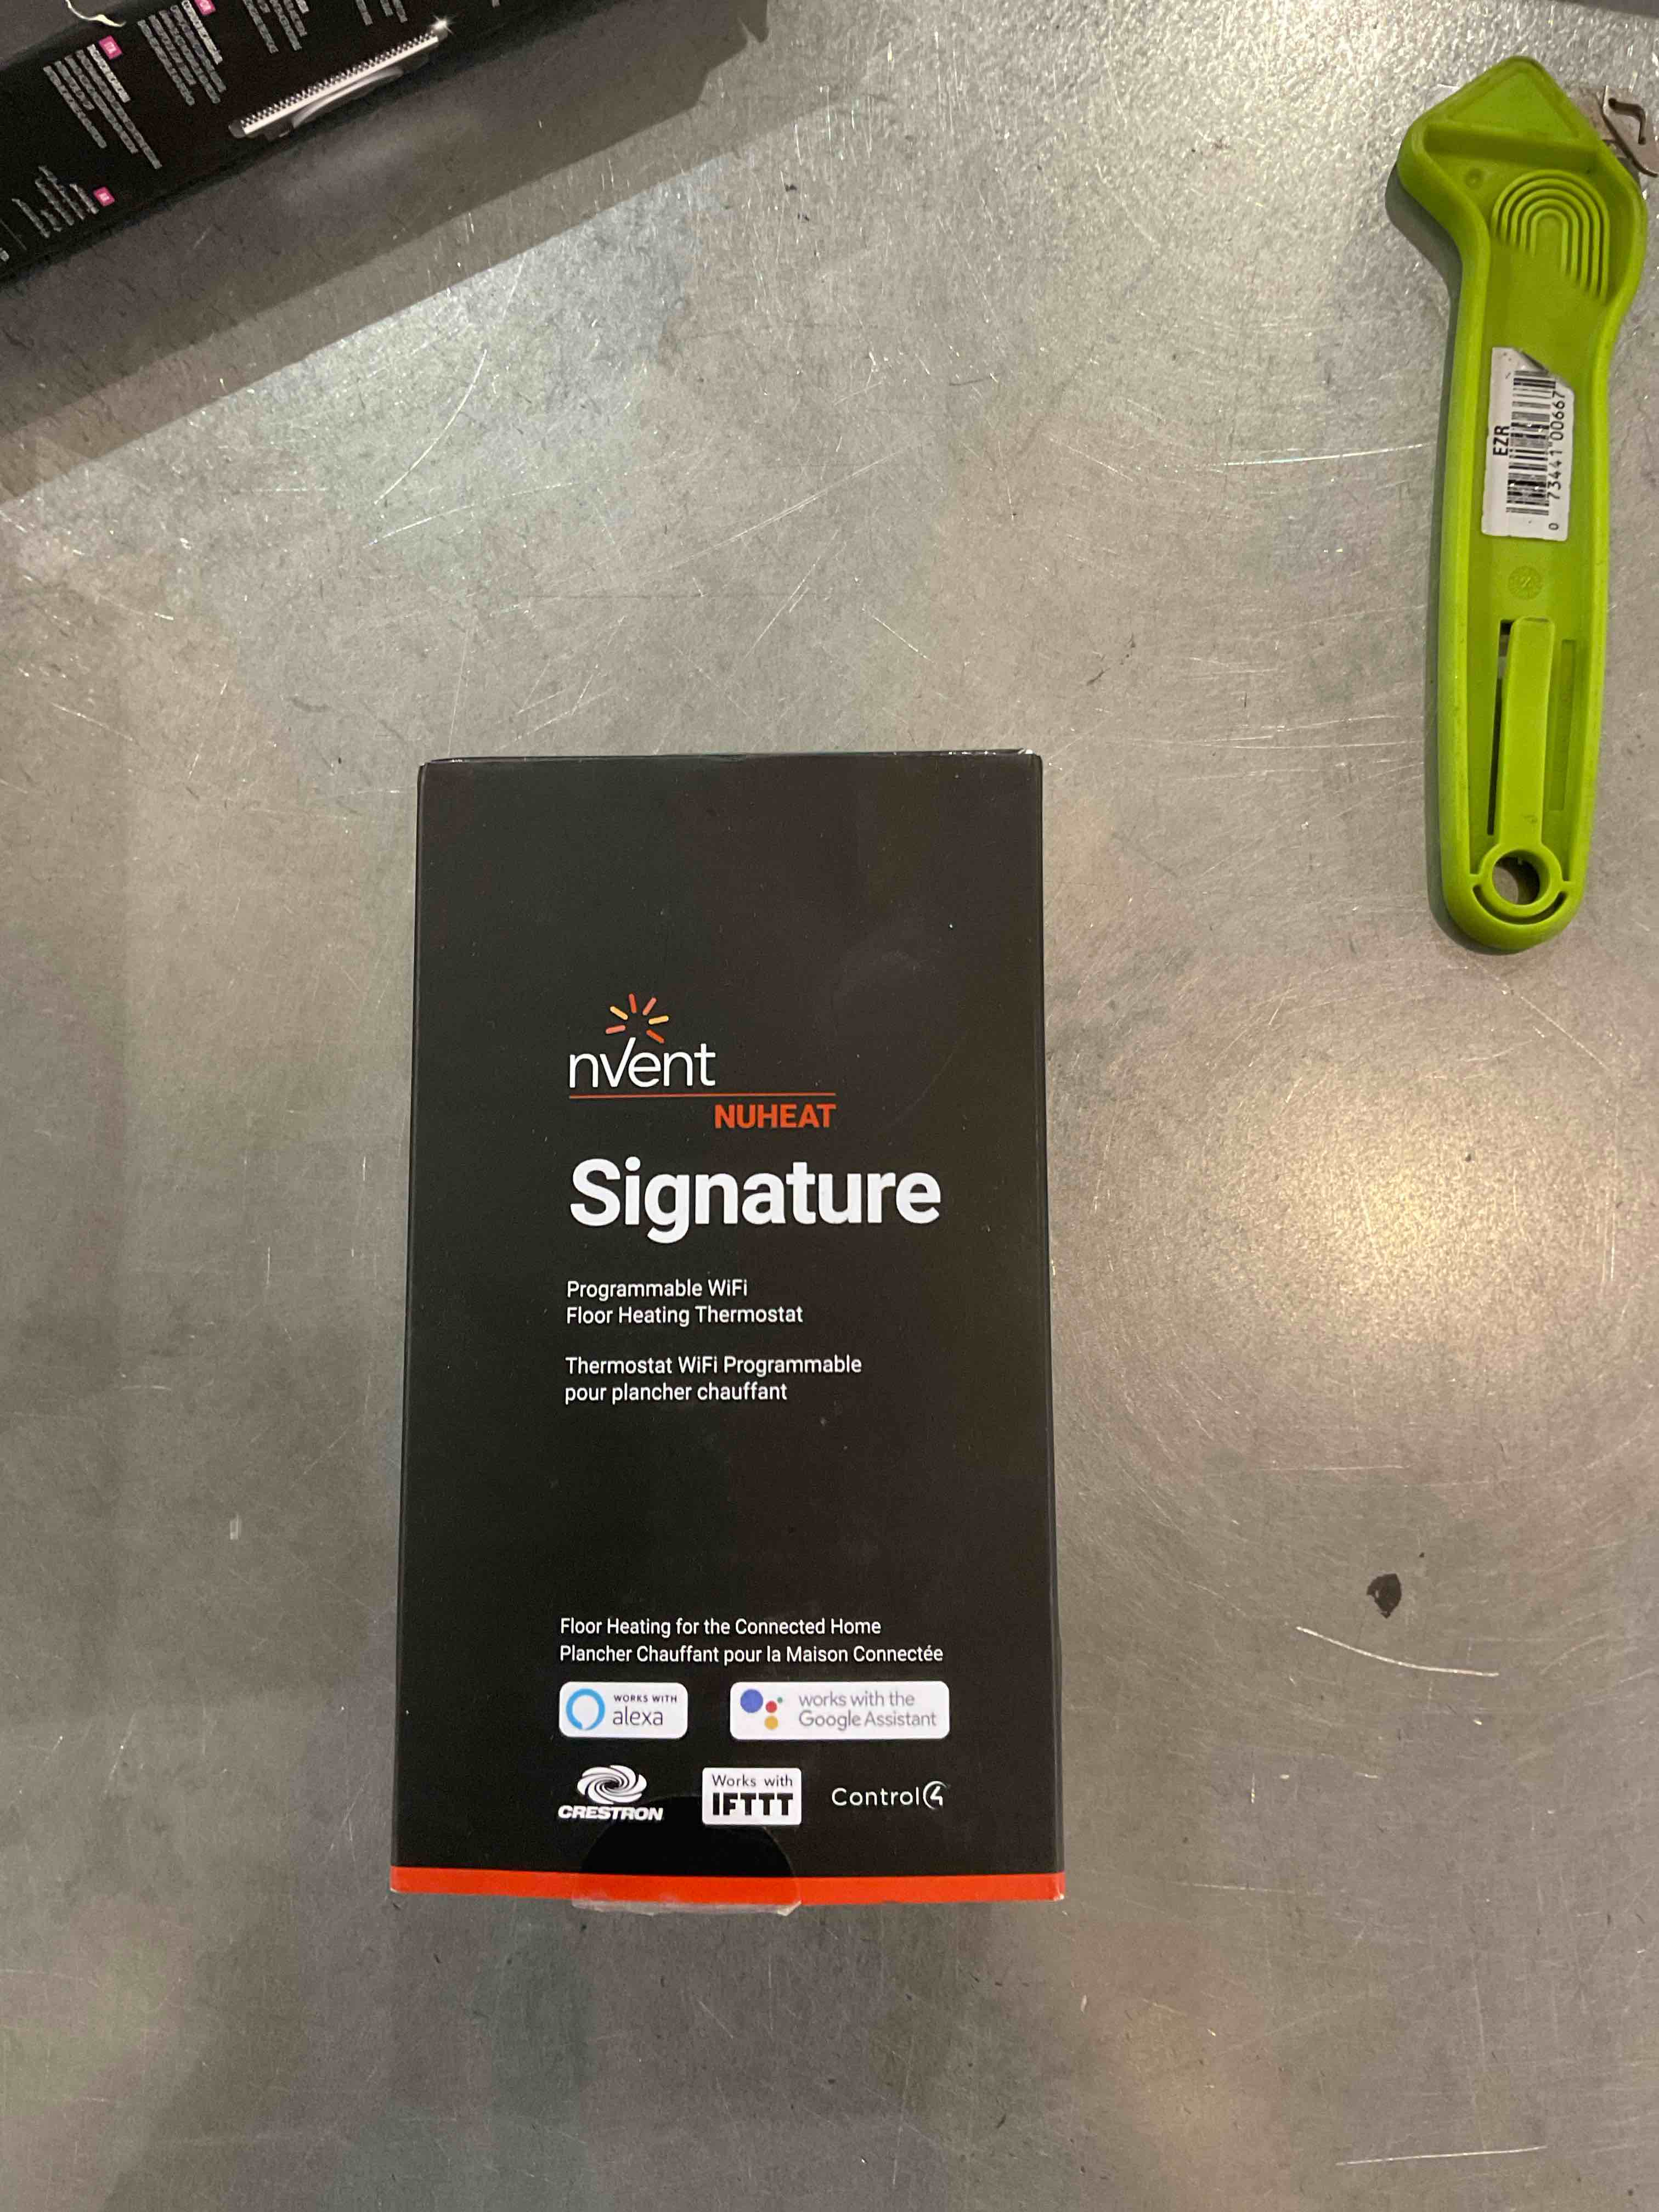 EZR
0 73441 00667
nVent
NUHEAT
Signature
Programmable WiFi
Floor Heating Thermostat
Thermostat WiFi Programmable
pour plancher chauffant
Floor Heating for the Connected Home
Plancher Chauffant pour la Maison Connectée
WORKS WITH
alexa
works with the
Google Assistant
CRESTRON
Works with
IFTTT
Control4